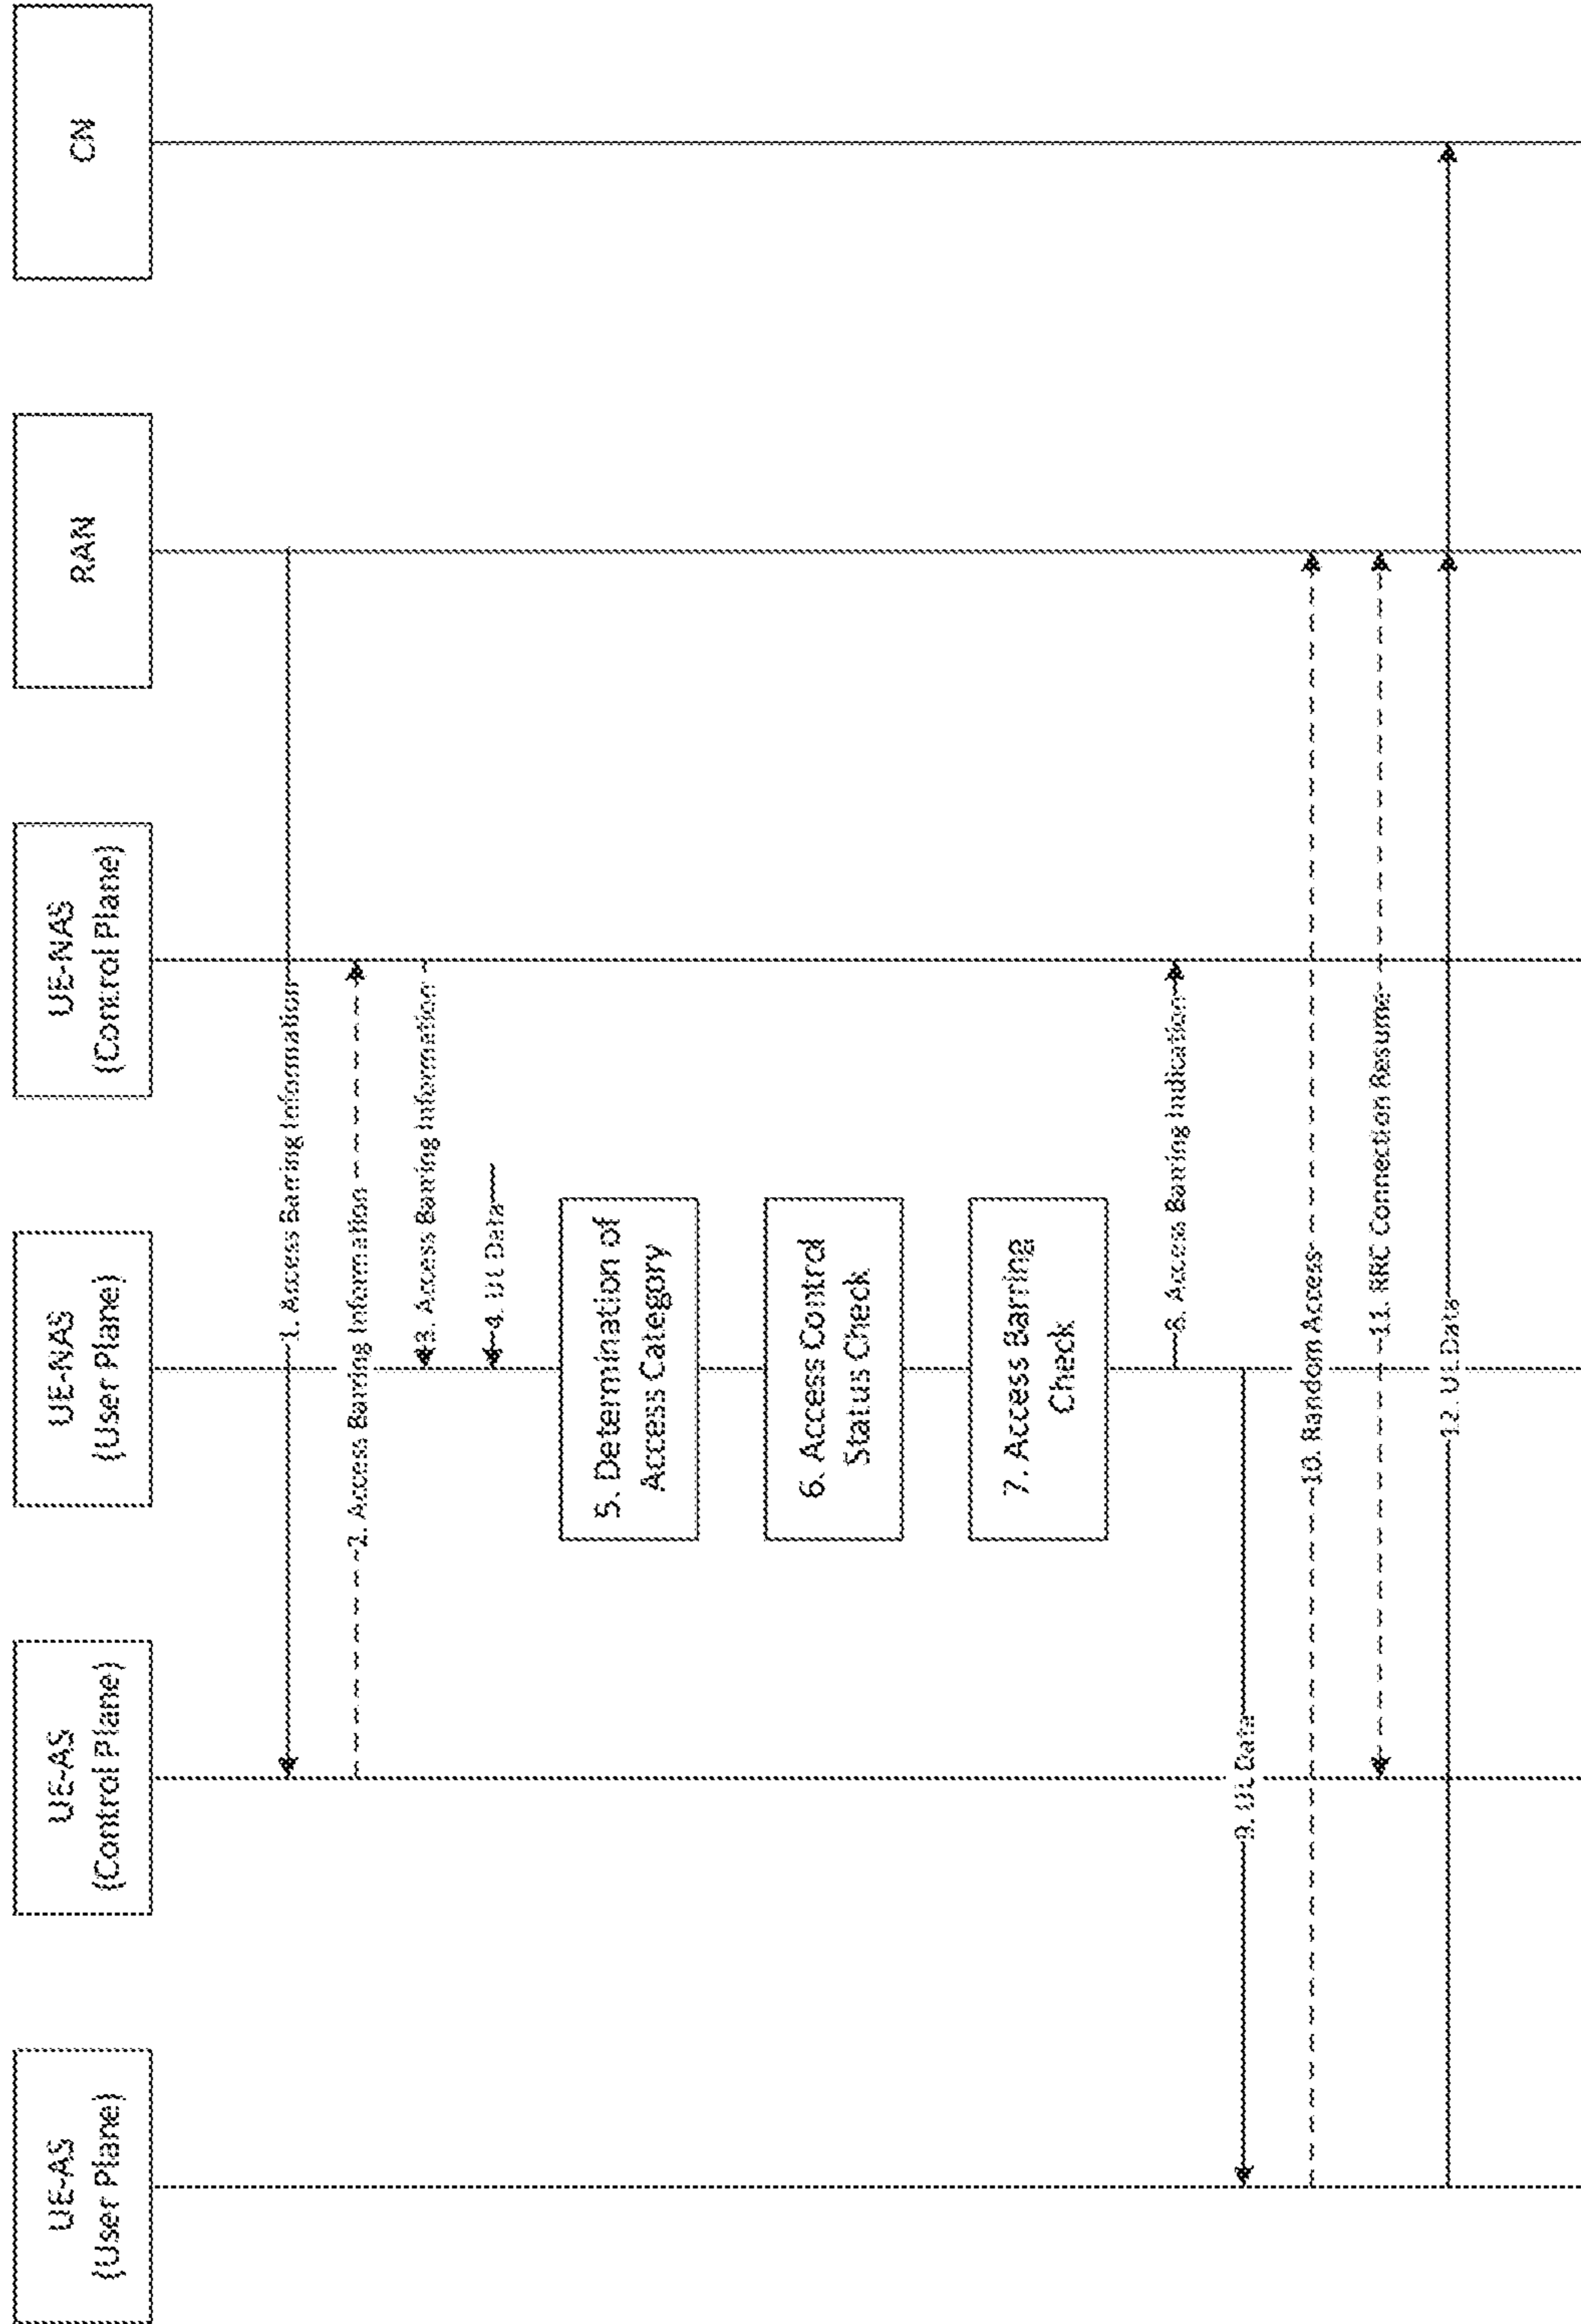 UE-AS
(User Plane)
UE-AS
(Control Plane)
UE-NAS
(User Plane)
UE-NAS
(Control Plane)
RAN
CN
1. Access Barring Information
2. Access Barring Information
3. Access Barring Information
4. UL Data
5. Determination of
Access Category
6. Access Control
Status Check
7. Access Barring
Check
8. Access Barring Indication
9. UL Data
10. Random Access
11. RRC Connection Resume
12. UL Data